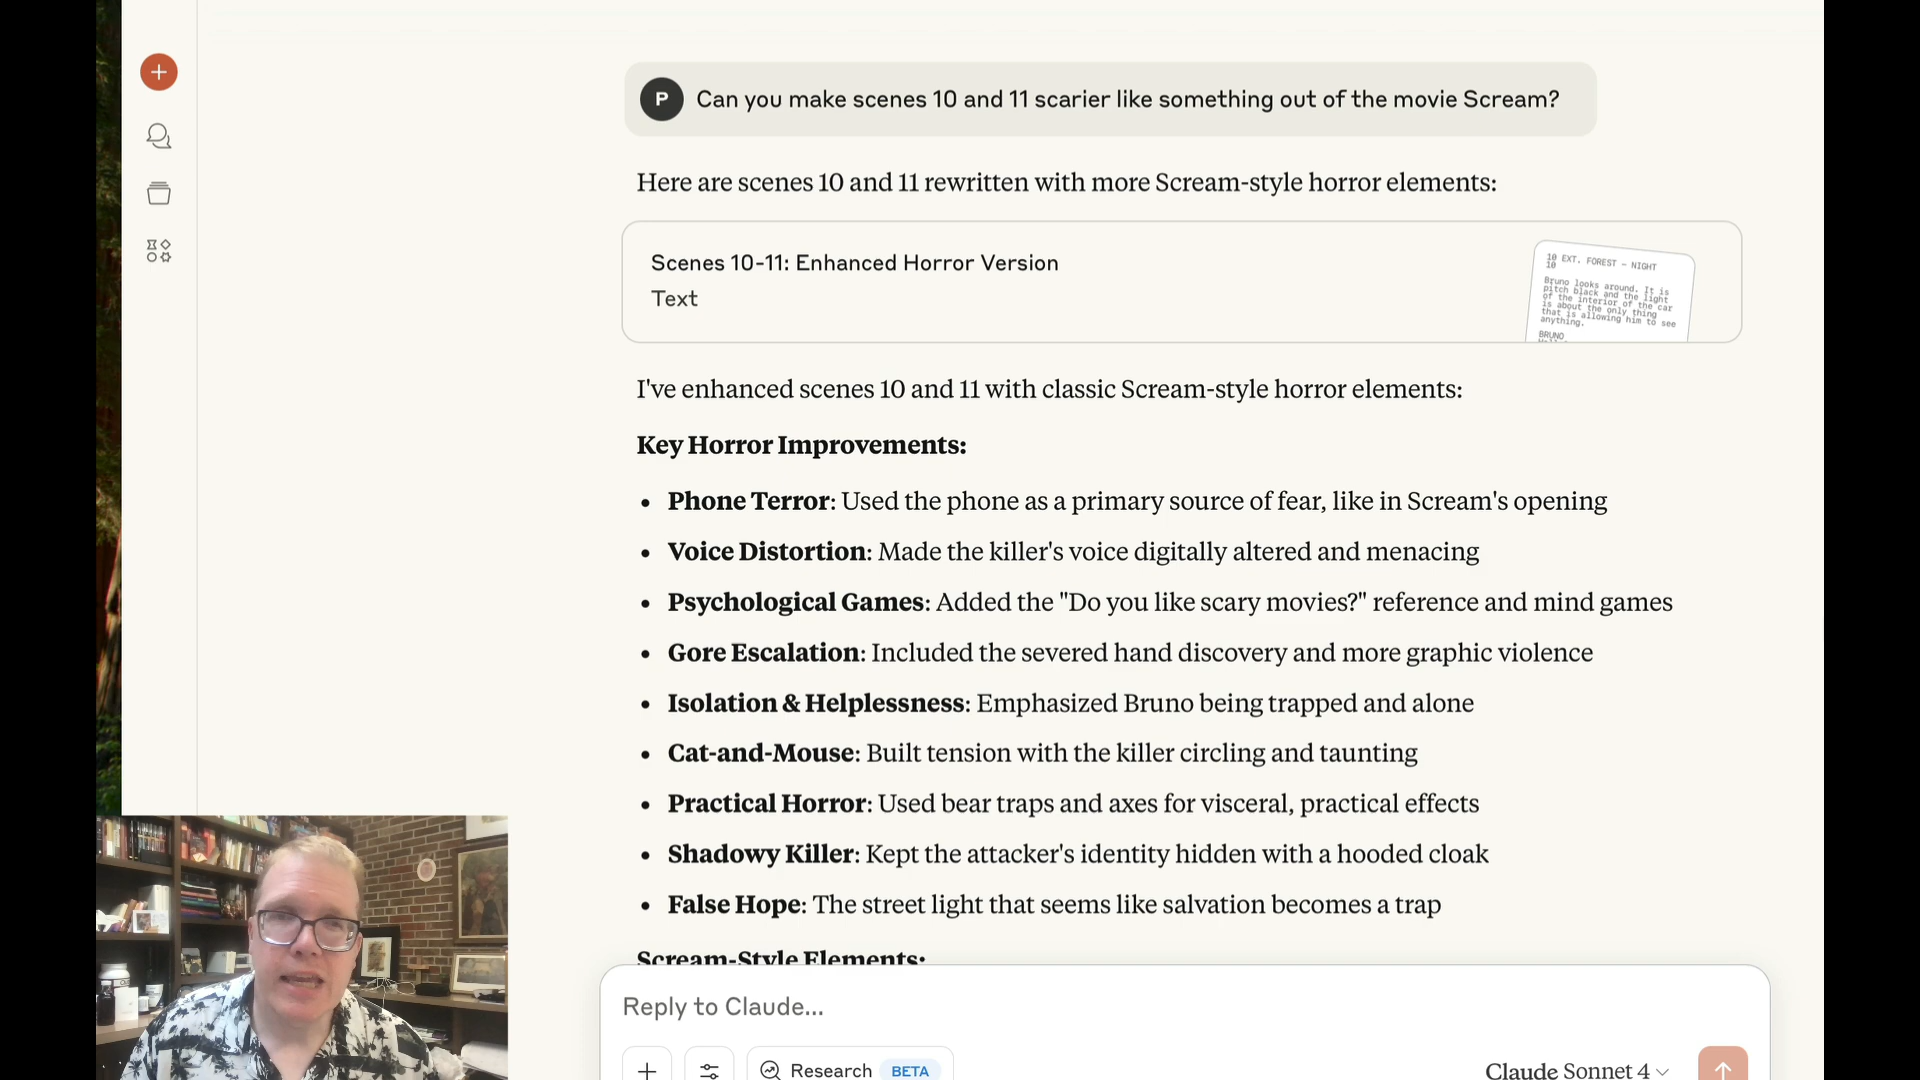 P
Can you make scenes 10 and 11 scarier like something out of the movie Scream?
Here are scenes 10 and 11 rewritten with more Scream-style horror elements:
Scenes 10-11: Enhanced Horror Version
Text
10 EXT. FOREST - NIGHT
10
Bruno looks around. It is
pitch black and the light
of the interior of the car
is about the only thing
that is allowing him to see
anything.
BRUNO
I've enhanced scenes 10 and 11 with classic Scream-style horror elements:
Key Horror Improvements:
• Phone Terror: Used the phone as a primary source of fear, like in Scream's opening
• Voice Distortion: Made the killer's voice digitally altered and menacing
• Psychological Games: Added the "Do you like scary movies?" reference and mind games
• Gore Escalation: Included the severed hand discovery and more graphic violence
• Isolation & Helplessness: Emphasized Bruno being trapped and alone
• Cat-and-Mouse: Built tension with the killer circling and taunting
• Practical Horror: Used bear traps and axes for visceral, practical effects
• Shadowy Killer: Kept the attacker's identity hidden with a hooded cloak
• False Hope: The street light that seems like salvation becomes a trap
Scream-Style Elements:
Reply to Claude...
Research BETA
Claude Sonnet 4